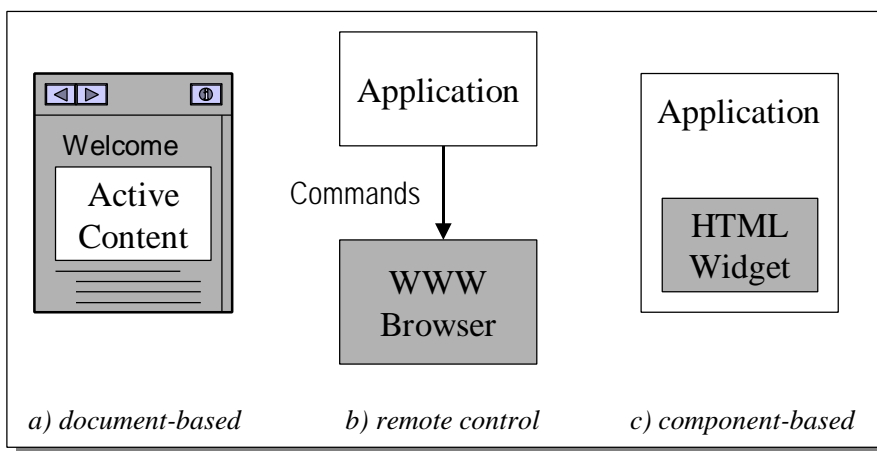 Welcome
Active
Content
a) document-based
Application
Commands
WWW
Browser
b) remote control
Application
HTML
Widget
c) component-based